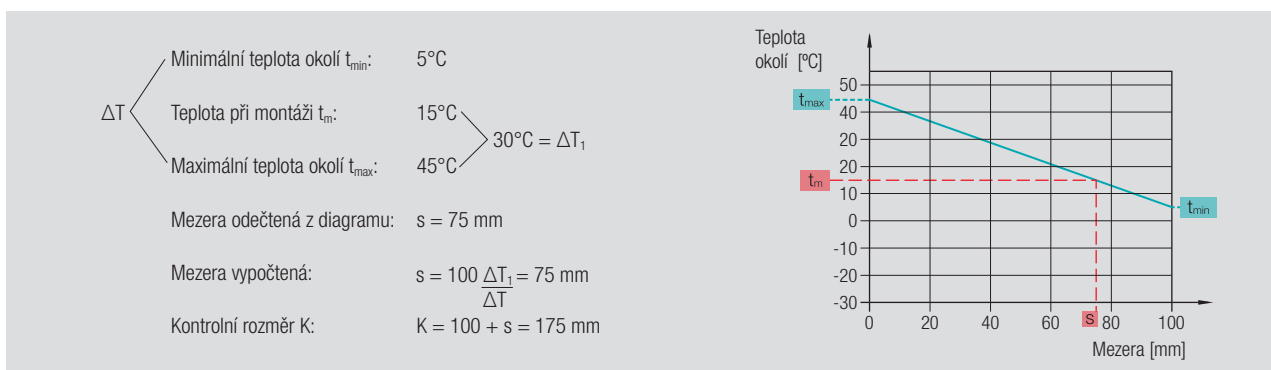 Minimální teplota okolí tmin: 5°C
ΔT
Teplota při montáži tm: 15°C
30°C = ΔT1
Maximální teplota okolí tmax: 45°C
Mezera odečtená z diagramu: s = 75 mm
Mezera vypočtená: s = 100 ΔT1 = 75 mm
ΔT
Kontrolní rozměr K: K = 100 + s = 175 mm
Teplota
okolí [ºC]
50
tmax
40
20
20
tm
10
0
tmin
-10
-20
-30
0 20 40 60 s 80 100
Mezera [mm]